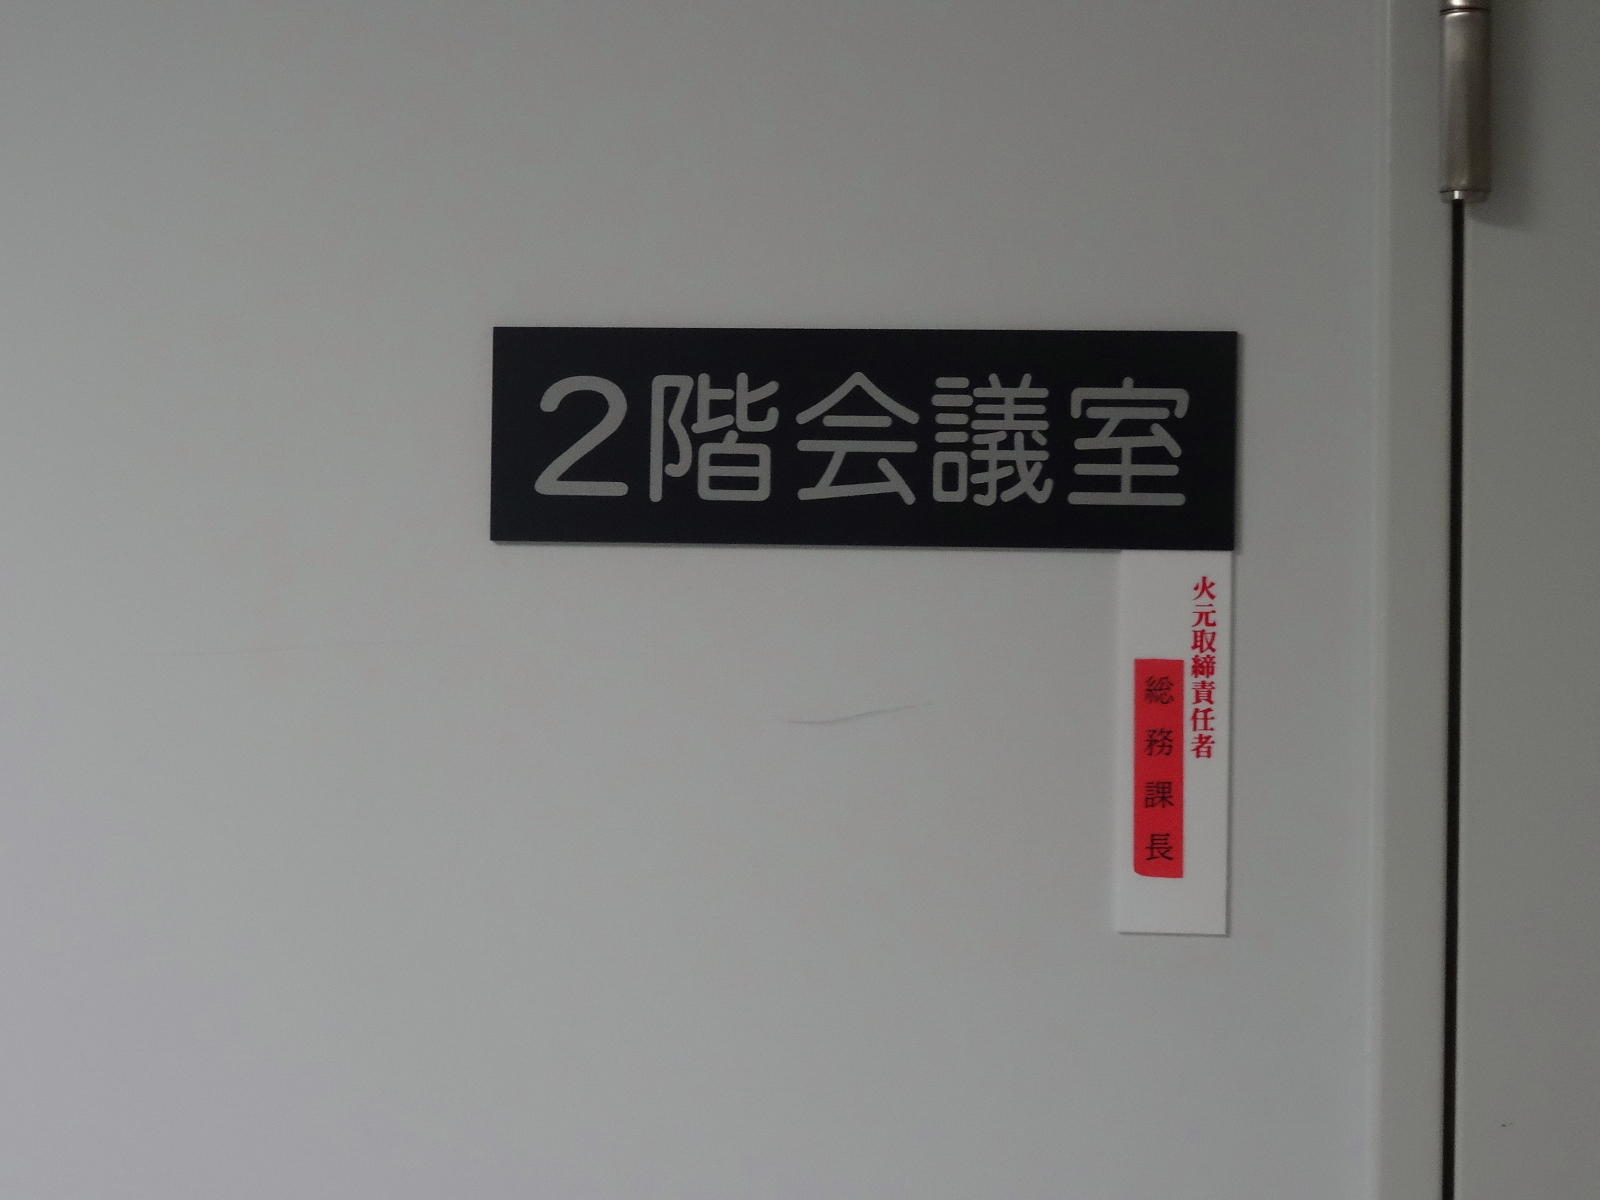 2階会議室
火元取締責任者
総務課長